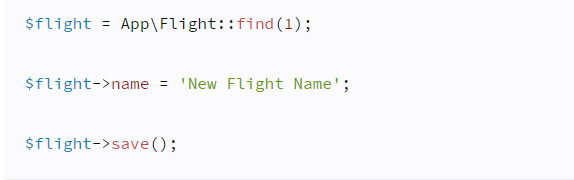 $flight = App\Flight::find(1);
$flight->name = 'New Flight Name';
$flight->save();